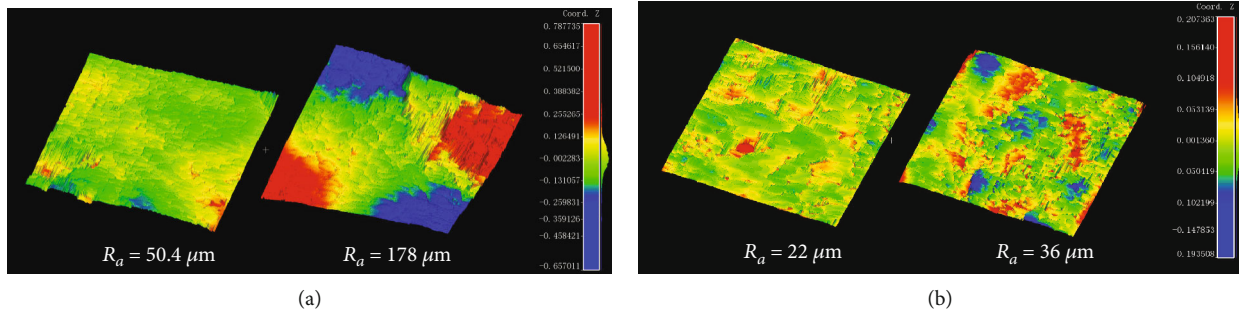 Coord. Z
0.787735
0.654617
0.521500
0.388382
0.255265
0.126491
-0.002283
-0.131057
-0.259831
-0.359126
-0.458421
-0.657011
Ra = 50.4 μm
Ra = 178 μm
(a)
Coord. Z
0.207363
0.156140
0.104918
0.053139
0.001360
0.050119
0.102199
-0.147853
0.193508
Ra = 22 μm
Ra = 36 μm
(b)